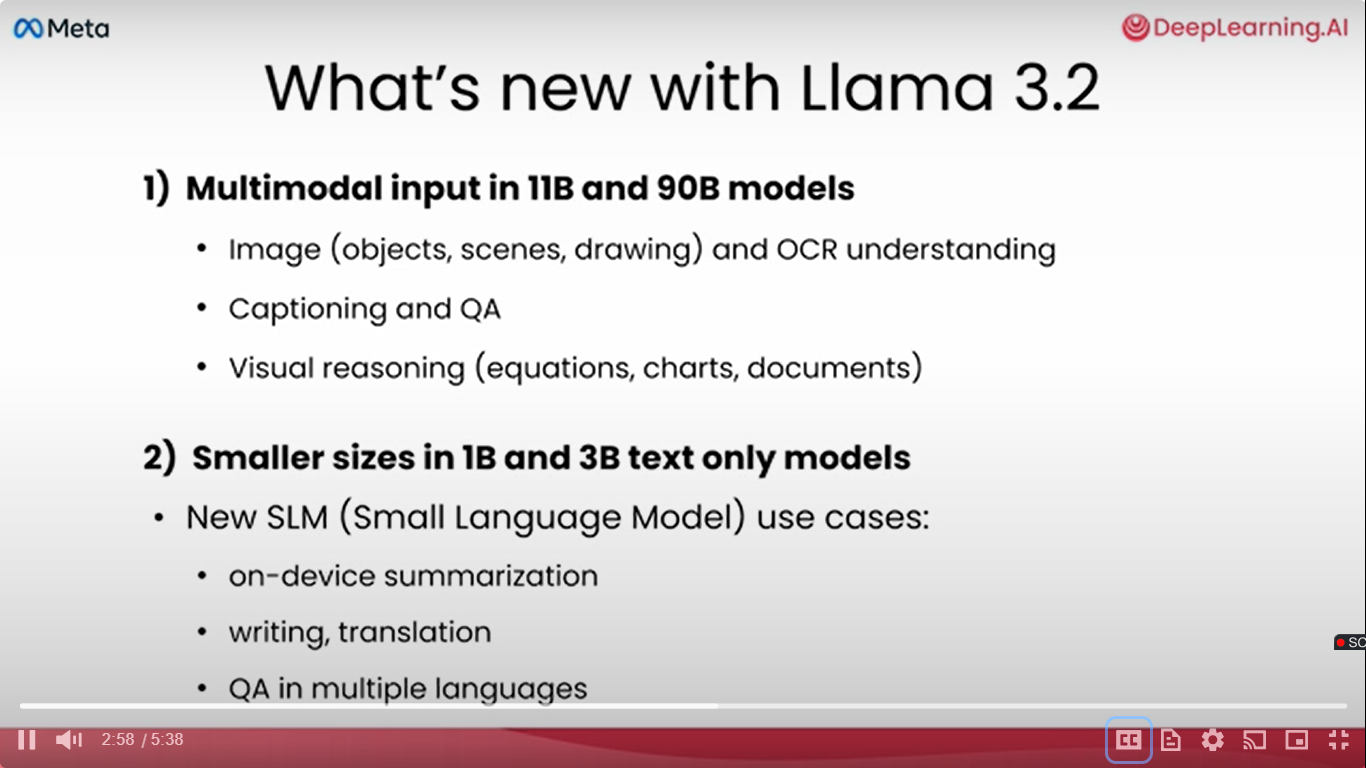 Meta
DeepLearning.AI
What's new with Llama 3.2
1) Multimodal input in 11B and 90B models
• Image (objects, scenes, drawing) and OCR understanding
• Captioning and QA
• Visual reasoning (equations, charts, documents)
2) Smaller sizes in 1B and 3B text only models
• New SLM (Small Language Model) use cases:
• on-device summarization
• writing, translation
• QA in multiple languages
SC
2:58 / 5:38
CC